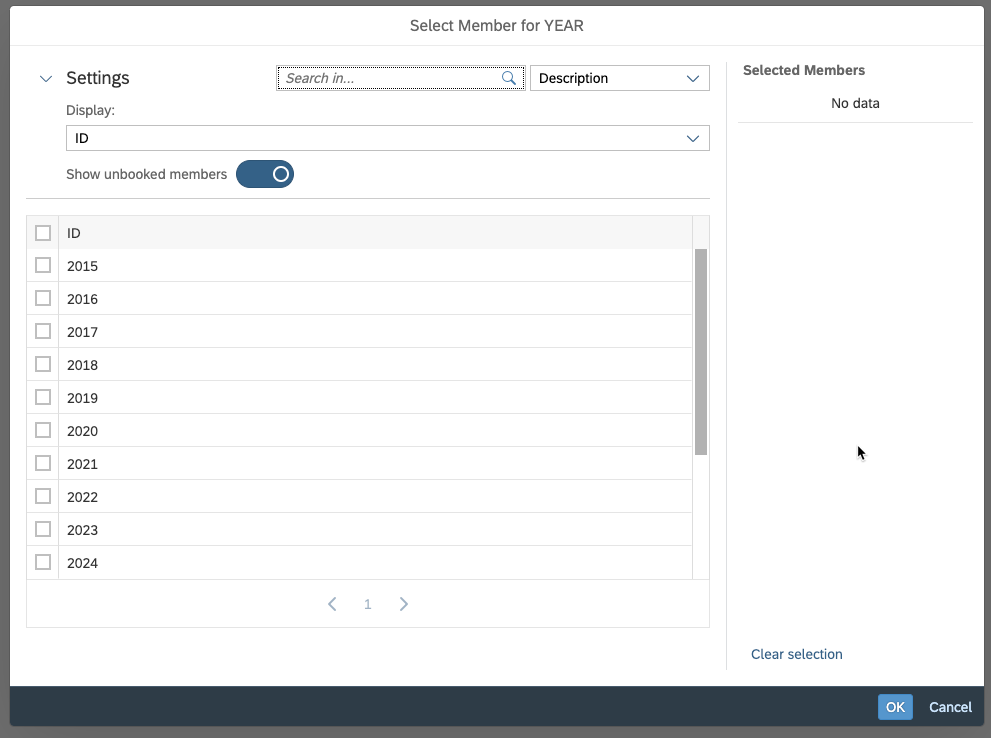 Select Member for YEAR
Settings
Search in...
Description
Display:
ID
Show unbooked members
ID
2015
2016
2017
2018
2019
2020
2021
2022
2023
2024
1
Selected Members
No data
Clear selection
OK
Cancel